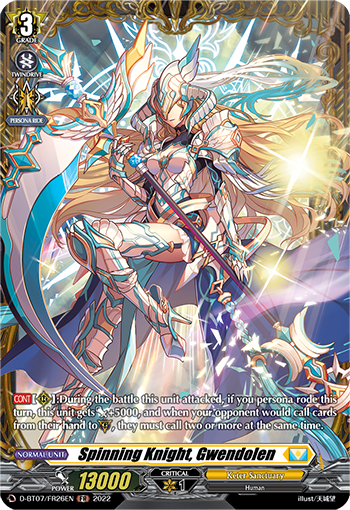 3
GRADE
TWINDRIVE
PERSONA RIDE
CONT [ ]:During the battle this unit attacked, if you persona rode this
turn, this unit gets +5000, and when your opponent would call cards
from their hand to , they must call two or more at the same time.
NORMAL UNIT Spinning Knight, Gwendolen
POWER 13000 CRITICAL 1 Keter Sanctuary
Human
D-BT07/FR26EN FR 2022 illust/天城望